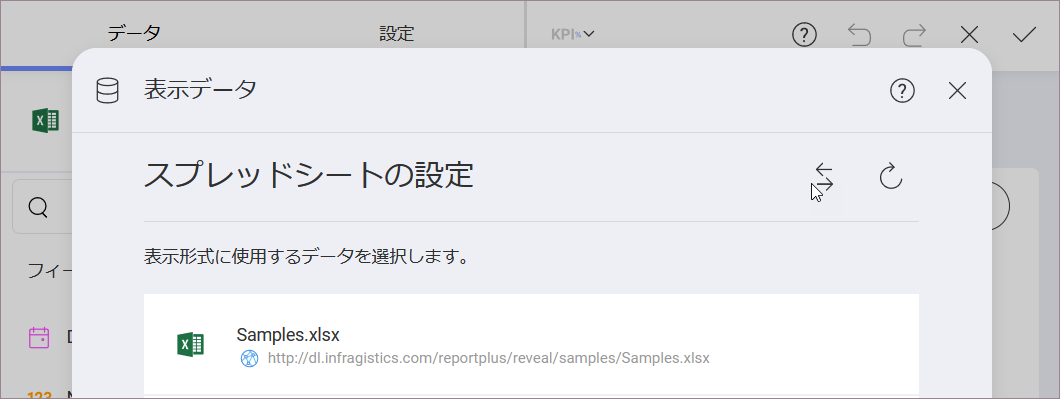 データ 設定 KPI%
表示データ
スプレッドシートの設定
表示形式に使用するデータを選択します。
フィー
Samples.xlsx
http://dl.infragistics.com/reportplus/reveal/samples/Samples.xlsx
123